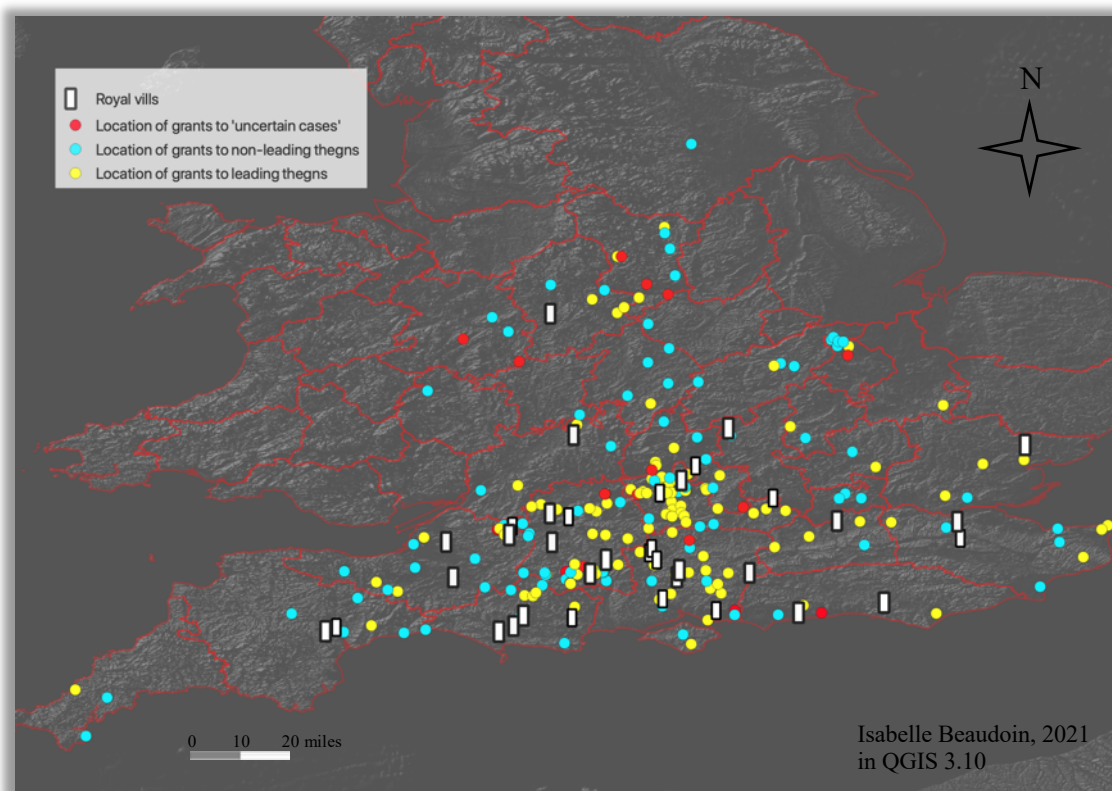 N
Royal vills
Location of grants to 'uncertain cases'
Location of grants to non-leading thegns
Location of grants to leading thegns
0 10 20 miles
Isabelle Beaudoin, 2021
in QGIS 3.10